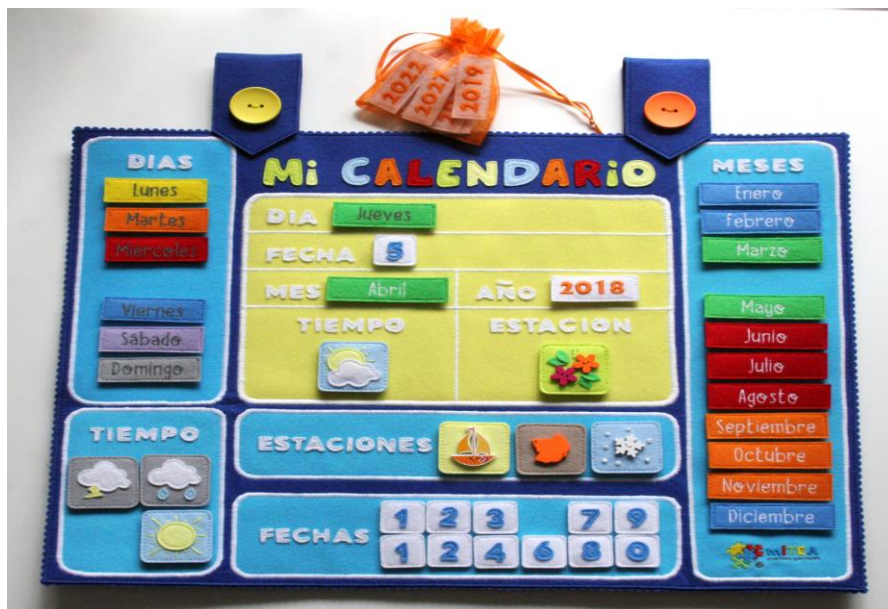 2022
2019
MI CALENDARIO
DIAS
Lunes
Martes
Miercoles
Viernes
Sábado
Domingo
DIA Jueves
FECHA 5
MES Abril
AÑO 2018
TIEMPO
ESTACION
MESES
Enero
Febrero
Marzo
Mayo
Junio
Julio
Agosto
Septiembre
Octubre
Noviembre
Diciembre
TIEMPO
ESTACIONES
FECHAS
1 2 3 7 9
1 2 4 6 8 0